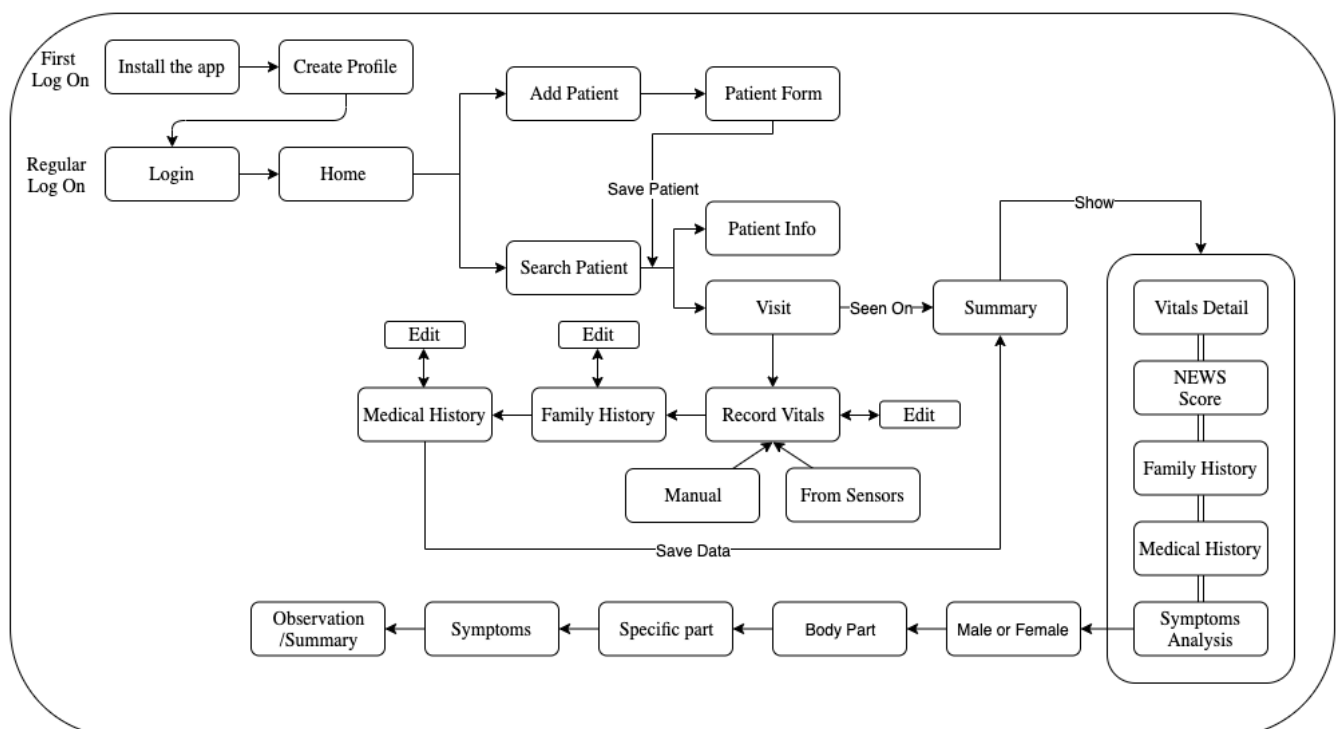 First
Log On
Install the app
Create Profile
Add Patient
Patient Form
Regular
Log On
Login
Home
Save Patient
Show
Patient Info
Search Patient
Visit
Seen On
Summary
Vitals Detail
Edit
Edit
NEWS
Score
Medical History
Family History
Record Vitals
Edit
Family History
Manual
From Sensors
Save Data
Medical History
Observation
/Summary
Symptoms
Specific part
Body Part
Male or Female
Symptoms
Analysis